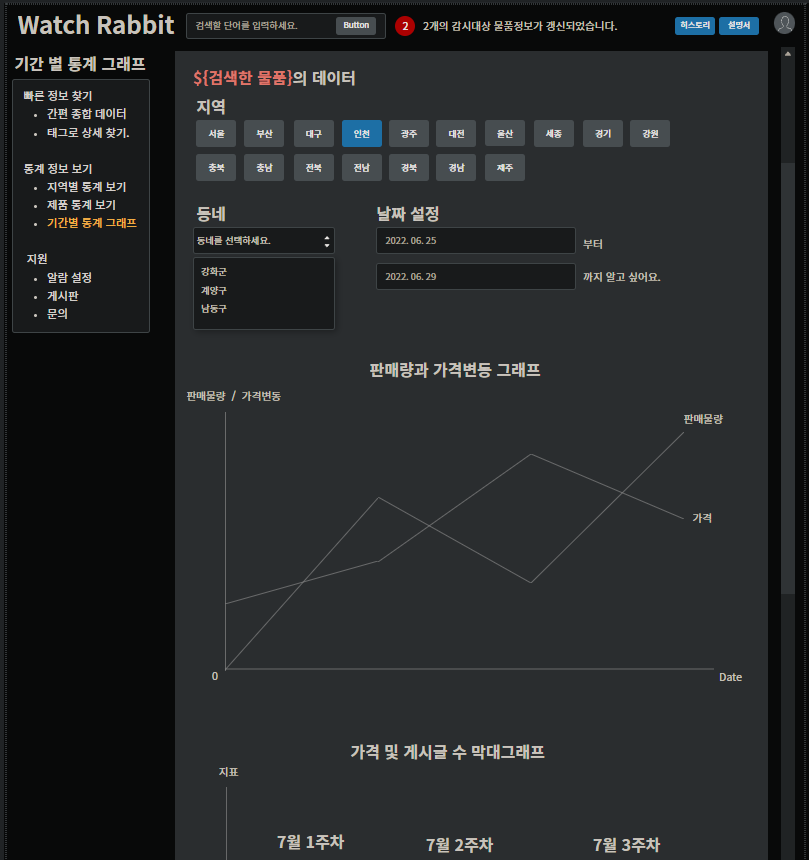 Watch Rabbit
검색할 단어를 입력하세요.
Button
2
2개의 감시대상 물품정보가 갱신되었습니다.
히스토리
설명서
기간 별 통계 그래프
빠른 정보 찾기
• 간편 종합 데이터
• 태그로 상세 찾기.
통계 정보 보기
• 지역별 통계 보기
• 제품 통계 보기
• 기간별 통계 그래프
지원
• 알람 설정
• 게시판
• 문의
${검색한 물품}의 데이터
지역
서울 부산 대구 인천 광주 대전 울산 세종 경기 강원
충북 충남 전북 전남 경북 경남 제주
동네
동네를 선택하세요.
강화군
계양구
남동구
날짜 설정
2022. 06. 25 부터
2022. 06. 29 까지 알고 싶어요.
판매량과 가격변동 그래프
판매물량 / 가격변동
판매물량
가격
0
Date
가격 및 게시글 수 막대그래프
지표
7월 1주차
7월 2주차
7월 3주차